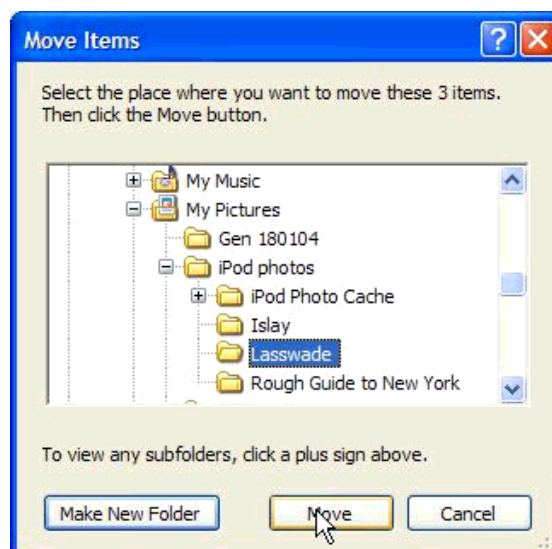 Move Items
Select the place where you want to move these 3 items.
Then click the Move button.
My Music
My Pictures
Gen 180104
iPod photos
iPod Photo Cache
Islay
Lasswade
Rough Guide to New York
To view any subfolders, click a plus sign above.
Make New Folder Move Cancel